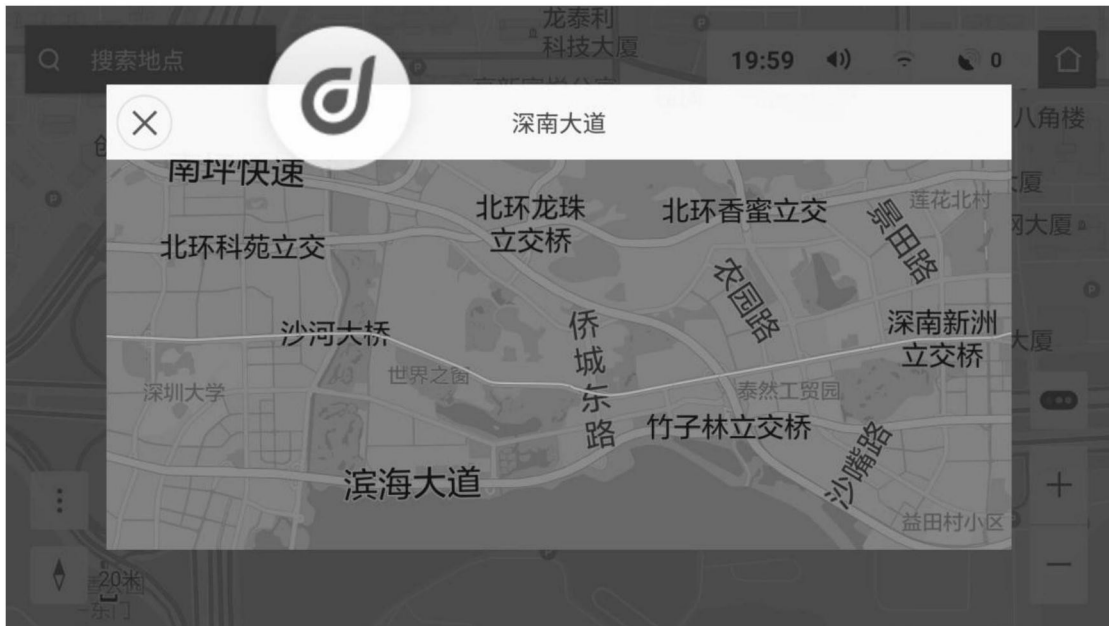 龙泰利
科技大厦
搜索地点
19:59
0
深南大道
八角楼
南坪快速
莲花北村
大厦
北环龙珠
立交桥
北环香蜜立交
景田路
网大厦
北环科苑立交
农园路
沙河大桥
侨城东路
深南新洲
立交桥
大厦
世界之窗
深圳大学
泰然工贸园
竹子林立交桥
滨海大道
沙嘴路
益田村小区
20米
东门